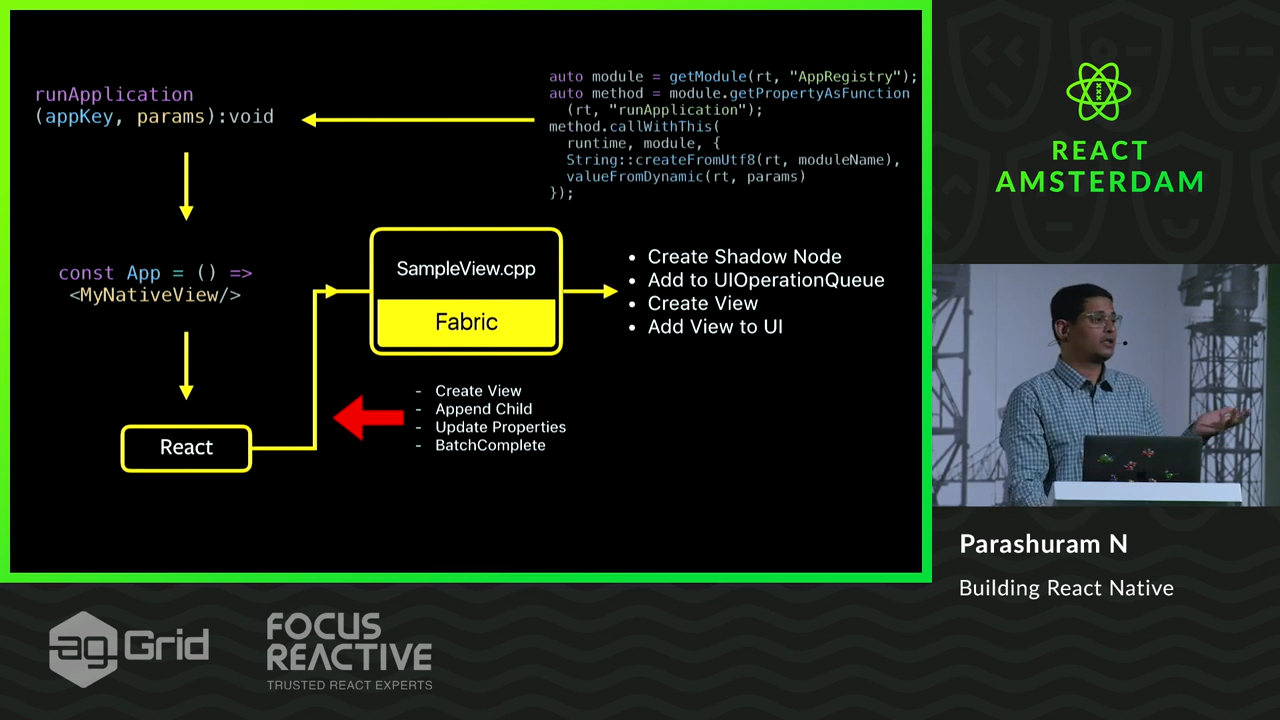 runApplication
(appKey, params):void
auto module = getModule(rt, "AppRegistry");
auto method = module.getPropertyAsFunction
(rt, "runApplication");
method.callWithThis(
runtime, module, {
String::createFromUtf8(rt, moduleName),
valueFromDynamic(rt, params)
});
const App = () =>
<MyNativeView/>
SampleView.cpp
Fabric
• Create Shadow Node
• Add to UIOperationQueue
• Create View
• Add View to UI
- Create View
- Append Child
- Update Properties
- BatchComplete
React
REACT
AMSTERDAM
Parashuram N
Building React Native
ag Grid
FOCUS
REACTIVE
TRUSTED REACT EXPERTS